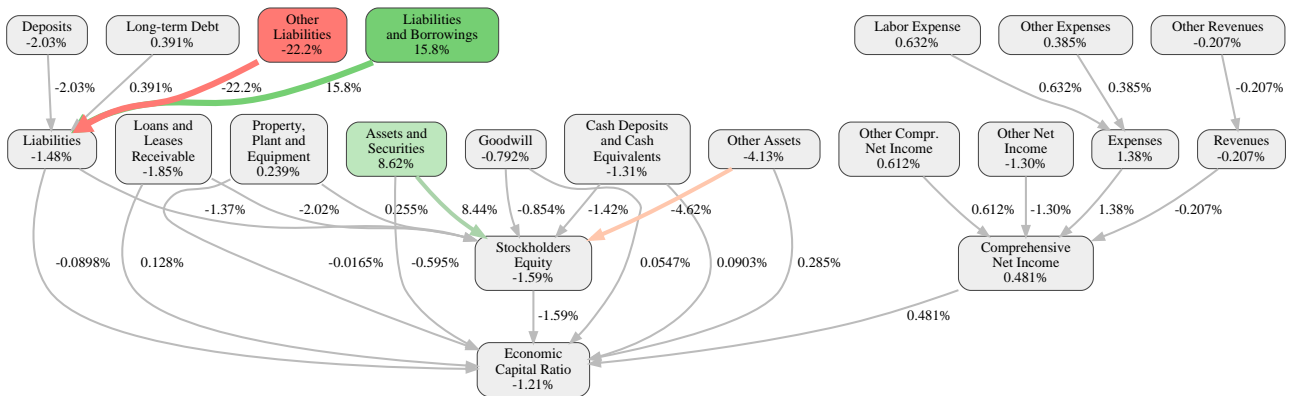 Deposits
-2.03%
Long-term Debt
0.391%
Other
Liabilities
-22.2%
Liabilities
and Borrowings
15.8%
Labor Expense
0.632%
Other Expenses
0.385%
Other Revenues
-0.207%
-2.03%
0.391%
-22.2%
15.8%
0.632%
0.385%
-0.207%
Liabilities
-1.48%
Loans and
Leases
Receivable
-1.85%
Property,
Plant and
Equipment
0.239%
Assets and
Securities
8.62%
Goodwill
-0.792%
Cash Deposits
and Cash
Equivalents
-1.31%
Other Assets
-4.13%
Other Compr.
Net Income
0.612%
Other Net
Income
-1.30%
Expenses
1.38%
Revenues
-0.207%
-1.37%
-2.02%
0.255%
8.44%
-0.854%
-1.42%
-4.62%
0.612%
-1.30%
1.38%
-0.207%
Stockholders
Equity
-1.59%
Comprehensive
Net Income
0.481%
-0.0898%
0.128%
-0.0165%
-0.595%
0.0547%
0.0903%
0.285%
-1.59%
0.481%
Economic
Capital Ratio
-1.21%